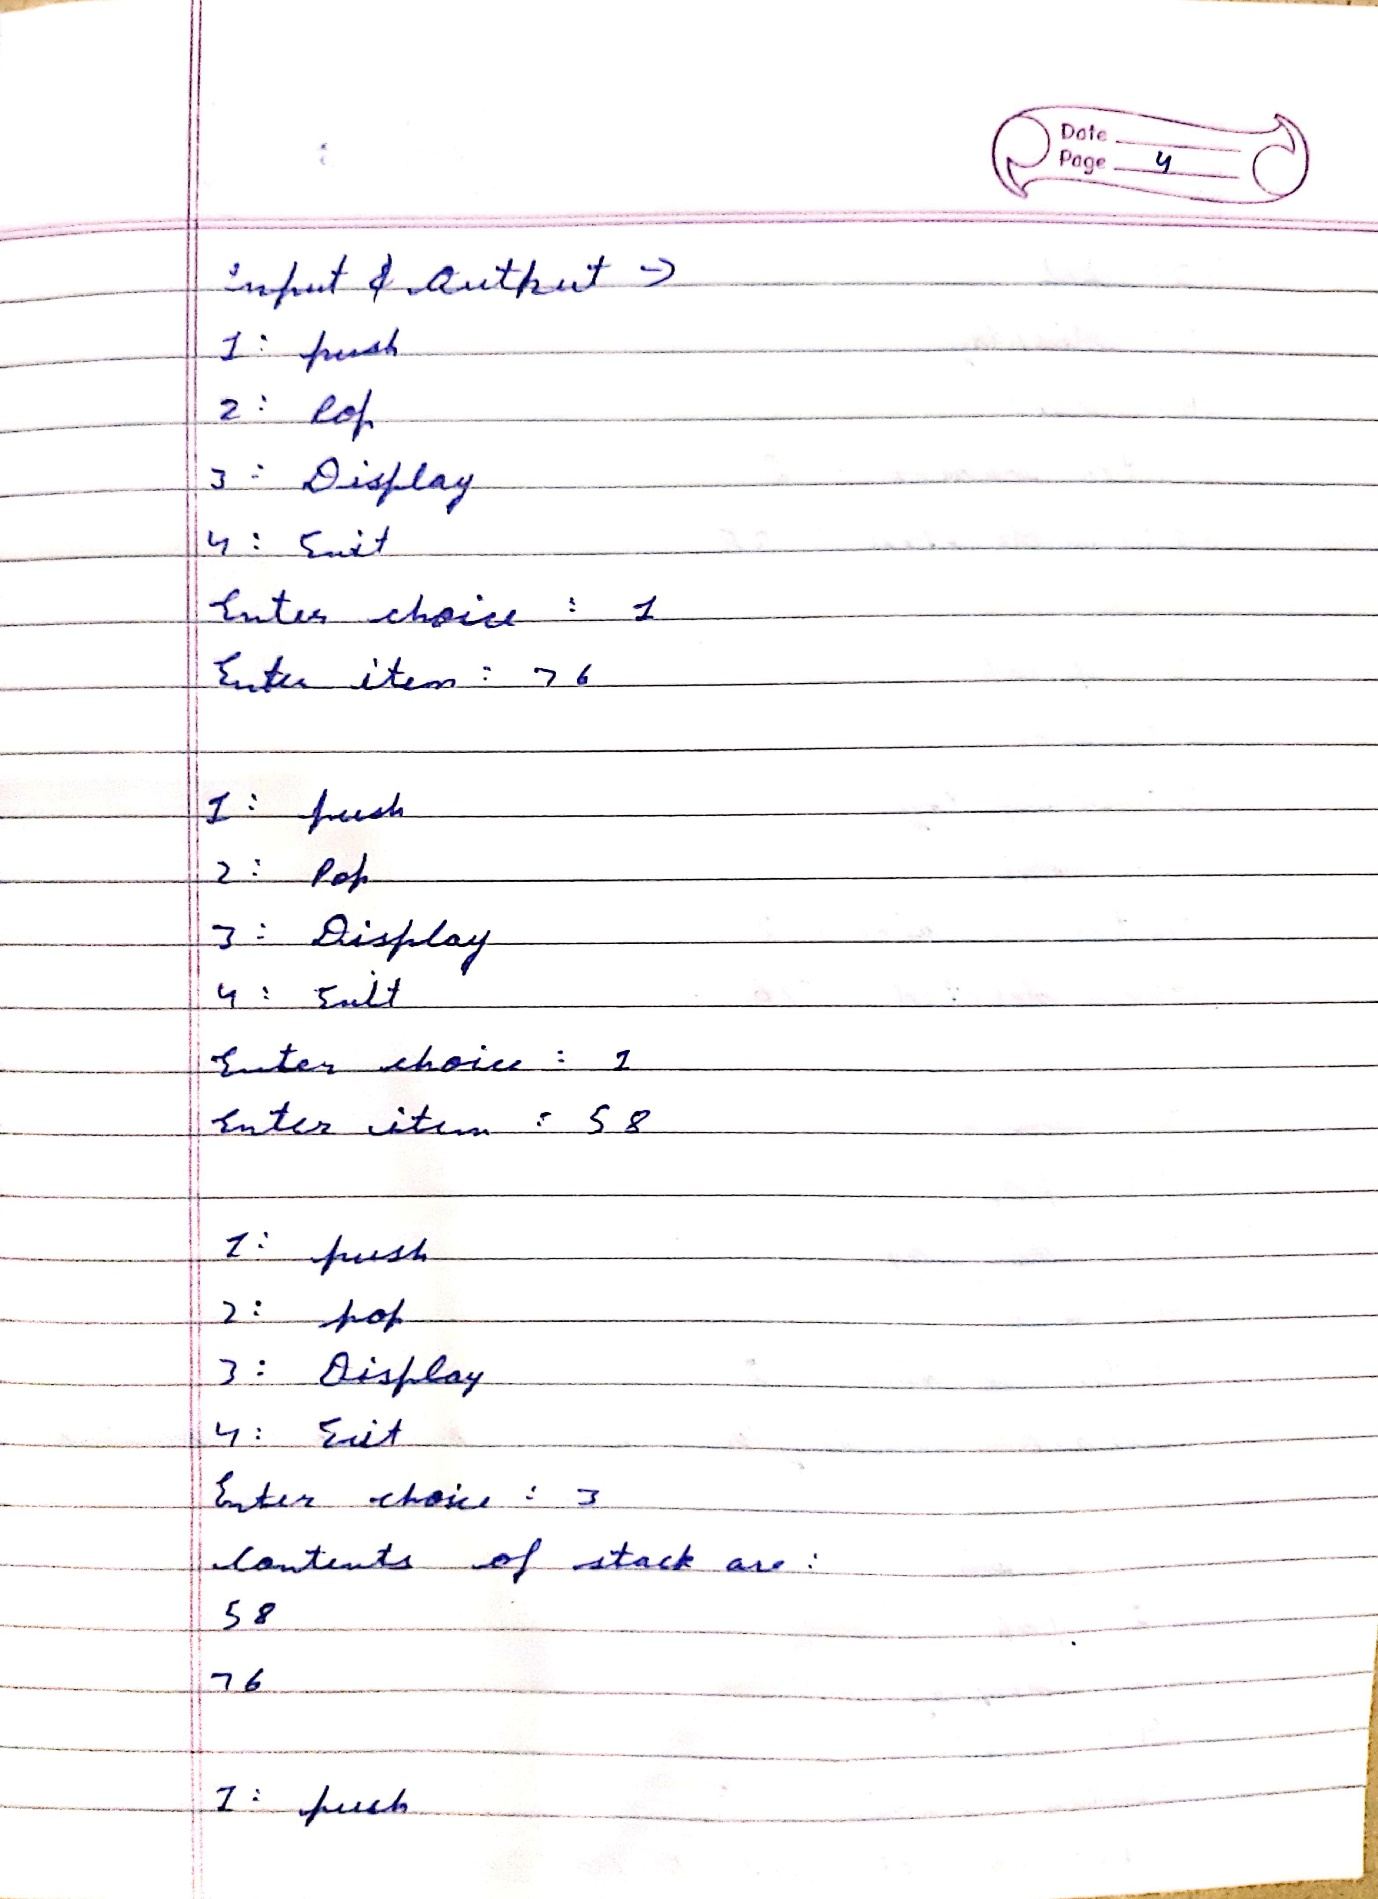 Date
Page 4
Input & Output →
1: push
2: Pop
3: Display
4: Exit
Enter choice : 1
Enter item : 76
1: push
2: Pop
3: Display
4: Exit
Enter choice : 1
Enter item : 58
1: push
2: pop
3: Display
4: Exit
Enter choice : 3
Contents of stack are :
58
76
1: push